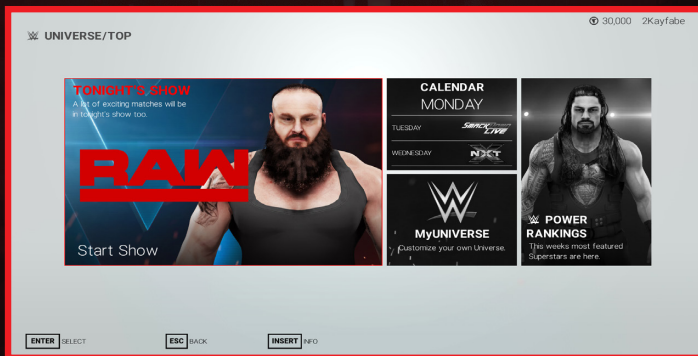 30,000 2Kayfabe
UNIVERSE/TOP
TONIGHT'S SHOW
A lot of exciting matches will be
in tonight's show too.
RAW
Start Show
CALENDAR
MONDAY
TUESDAY SMACKDOWN LIVE
WEDNESDAY NXT
MyUNIVERSE
Customize your own Universe.
POWER
RANKINGS
This weeks most featured
Superstars are here.
ENTER SELECT ESC BACK INSERT INFO